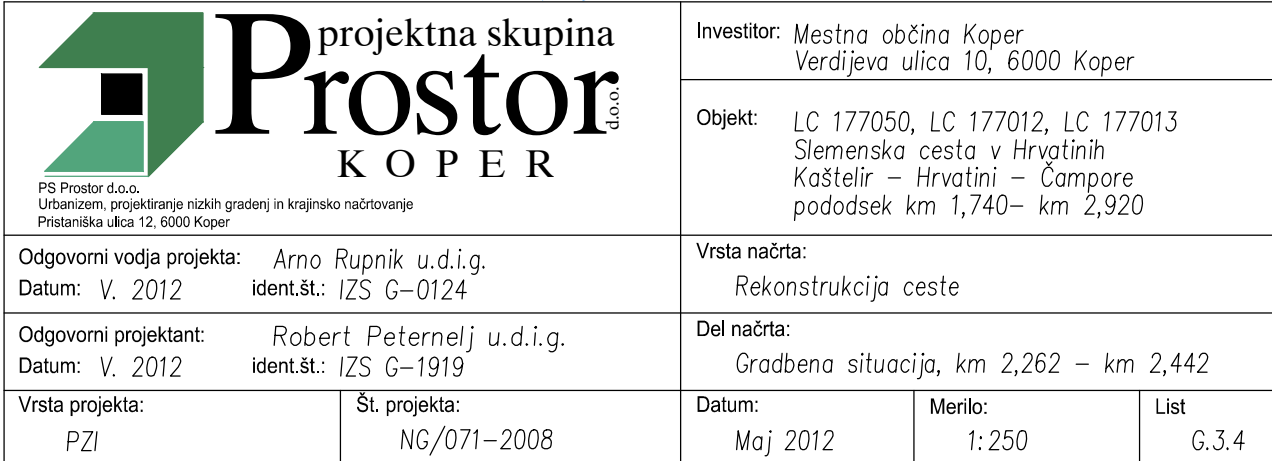 projektna skupina
Prostor d.o.o.
KOPER
PS Prostor d.o.o.
Urbanizem, projektiranje nizkih gradenj in krajinsko načrtovanje
Pristaniška ulica 12, 6000 Koper
Investitor: Mestna občina Koper
Verdijeva ulica 10, 6000 Koper
Objekt: LC 177050, LC 177012, LC 177013
Slemenska cesta v Hrvatinih
Kaštelir – Hrvatini – Čampore
pododsek km 1,740– km 2,920
Odgovorni vodja projekta: Arno Rupnik u.d.i.g.
Datum: V. 2012 ident.št.: IZS G–0124
Vrsta načrta:
Rekonstrukcija ceste
Odgovorni projektant: Robert Peternelj u.d.i.g.
Datum: V. 2012 ident.št.: IZS G–1919
Del načrta:
Gradbena situacija, km 2,262 – km 2,442
Vrsta projekta:
PZI
Št. projekta:
NG/071–2008
Datum:
Maj 2012
Merilo:
1:250
List
G.3.4